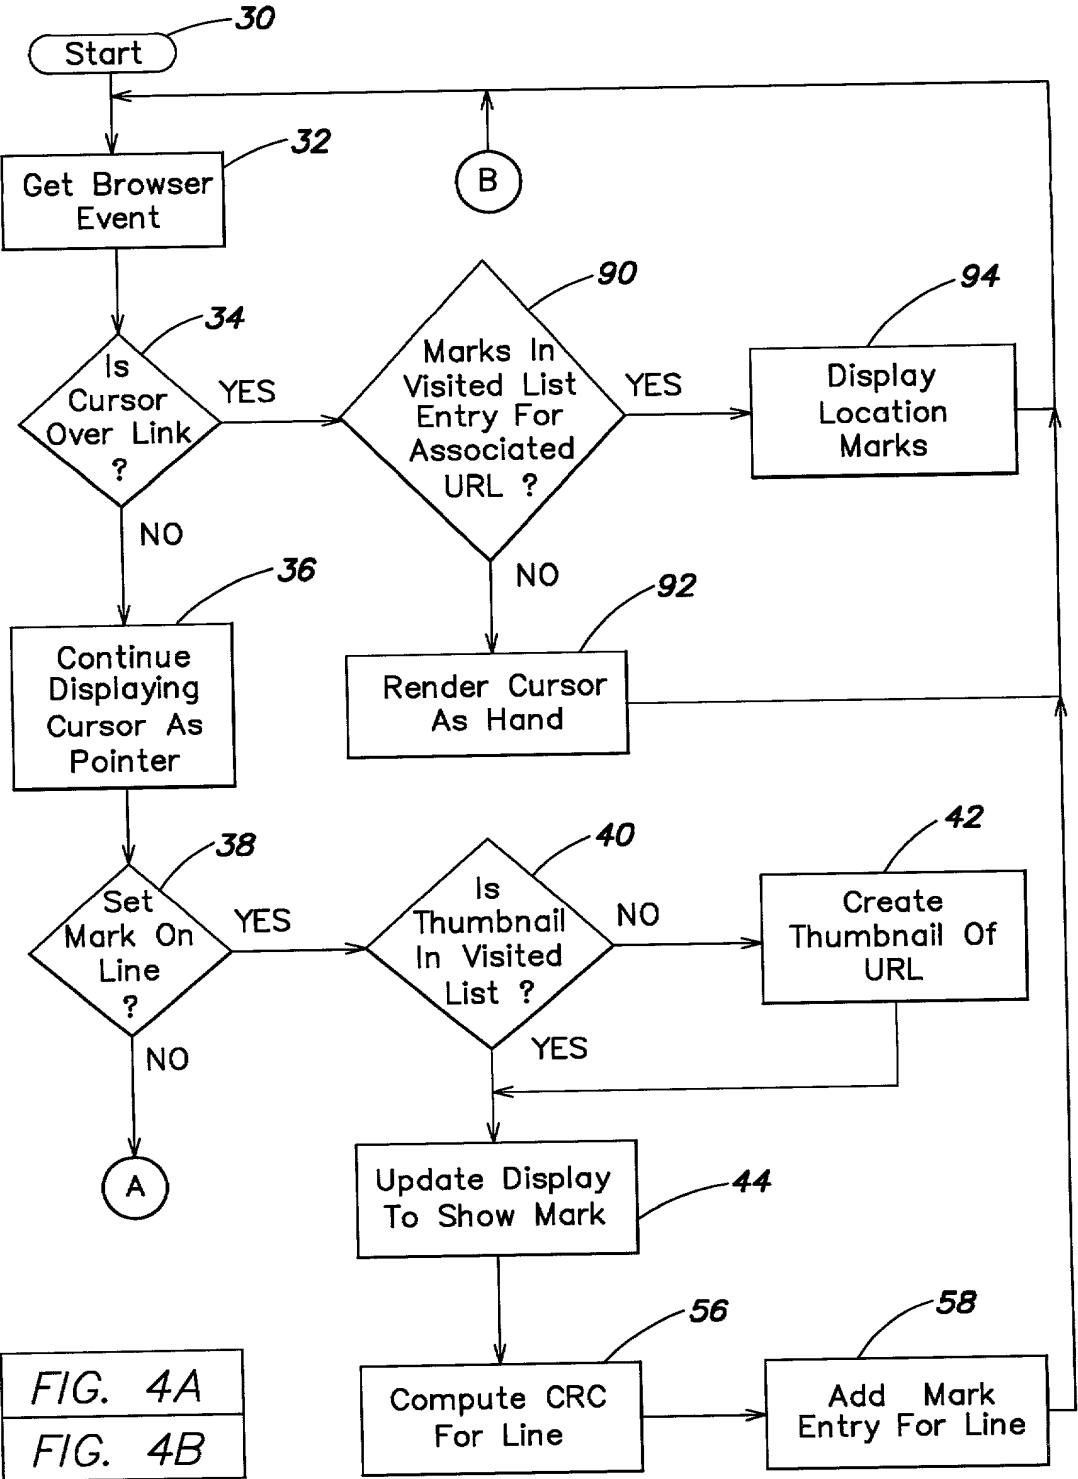 30
Start
32
Get Browser
Event
B
34
Is
Cursor
Over Link
?
YES
NO
90
Marks In
Visited List
Entry For
Associated
URL ?
YES
NO
94
Display
Location
Marks
36
Continue
Displaying
Cursor As
Pointer
92
Render Cursor
As Hand
38
Set
Mark On
Line
?
YES
NO
40
Is
Thumbnail
In Visited
List ?
NO
YES
42
Create
Thumbnail Of
URL
A
44
Update Display
To Show Mark
56
Compute CRC
For Line
58
Add Mark
Entry For Line
FIG. 4A
FIG. 4B